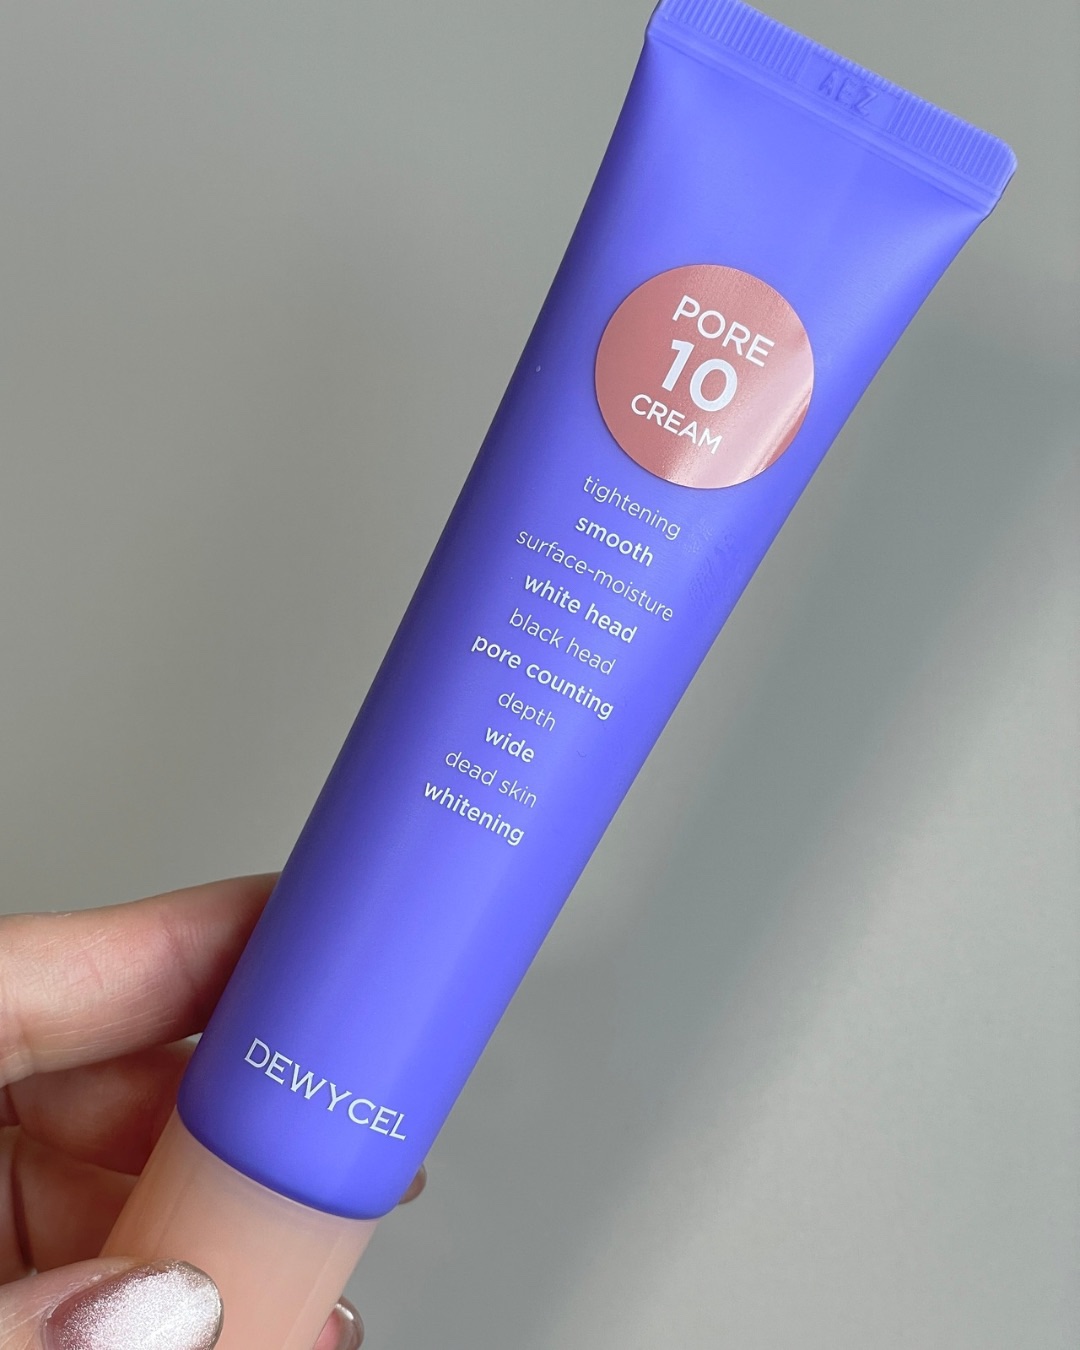 AEZ
PORE
10
CREAM
tightening
smooth
surface-moisture
white head
black head
pore counting
depth
wide
dead skin
whitening
DEWYCEL